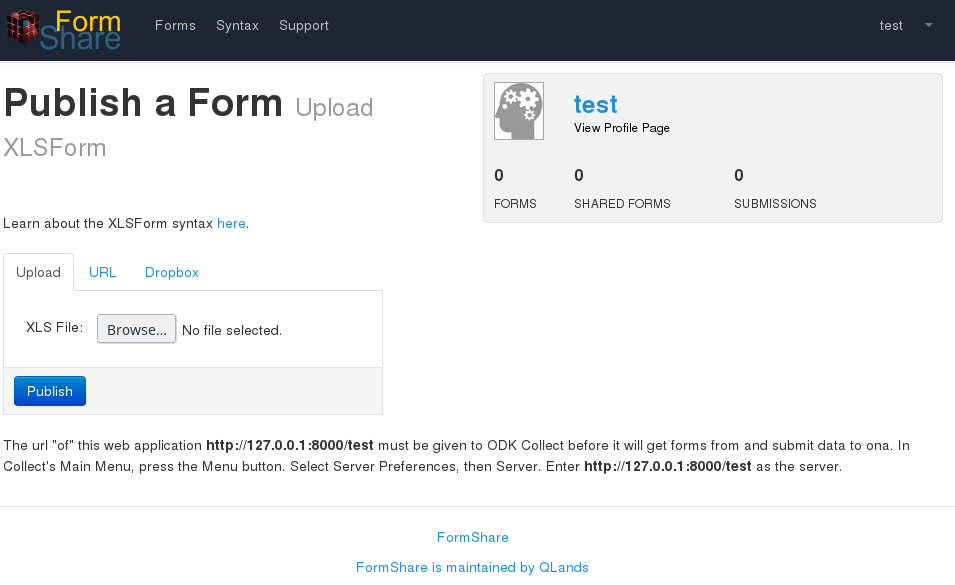 Form
Share
Forms Syntax Support test
Publish a Form Upload
XLSForm
test
View Profile Page
0 0 0
FORMS SHARED FORMS SUBMISSIONS
Learn about the XLSForm syntax here.
Upload URL Dropbox
XLS File: Browse... No file selected.
Publish
The url "of" this web application http://127.0.0.1:8000/test must be given to ODK Collect before it will get forms from and submit data to ona. In
Collect's Main Menu, press the Menu button. Select Server Preferences, then Server. Enter http://127.0.0.1:8000/test as the server.
FormShare
FormShare is maintained by QLands